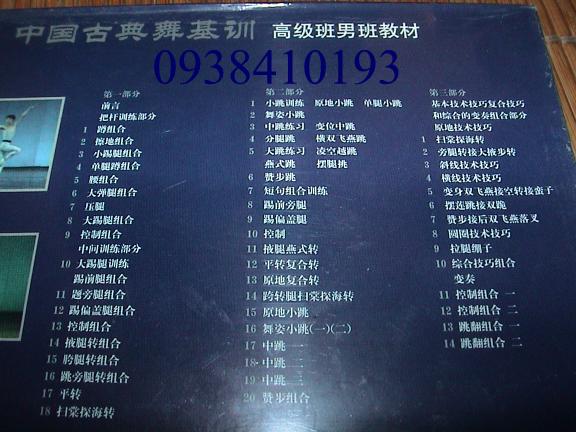 中国古典舞基训 高级班男班教材
0938410193
第一部分
前言
把杆训练部分
1 蹲组合
2 擦地组合
3 小踢腿组合
4 单腿蹲组合
5 腰组合
6 大弹腿组合
7 压腿
8 大踢腿组合
9 控制组合
中间训练部分
10 大踢腿训练
踢前腿组合
11 踢旁腿组合
12 踢偏盖腿组合
13 控制组合
14 掖腿转组合
15 胯腿转组合
16 跳旁腿转组合
17 平转
18 扫堂探海转
第二部分
1 小跳训练 原地小跳 单腿小跳
2 舞姿小跳
3 中跳练习 变位中跳
4 分腿跳 横双飞燕跳
5 大跳练习 凌空越跳
燕式跳 摆腿挑
6 赞步跳
7 短句组合训练
8 踢前旁腿
9 踢偏盖腿
10 控制
11 掖腿燕式转
12 平转复合转
13 原地复合转
14 跨转腿扫堂探海转
15 原地小跳
16 舞姿小跳(一)(二)
17 中跳 一
18 中跳 二
19 中跳 三
20 赞步组合
第三部分
基本技术技巧复合技巧
和综合的变奏组合部分
原地技术技巧
1 扫堂探海转
2 旁腿转接大掖步转
3 斜线技术技巧
4 横线技术技巧
5 变身双飞燕接空转接蛮子
6 摆莲跳接双跪
7 赞步接后双飞燕落叉
8 圆圈技术技巧
9 拉腿绷子
10 综合技巧组合
变奏
11 控制组合 一
12 控制组合 二
13 跳翻组合 一
14 跳翻组合 二